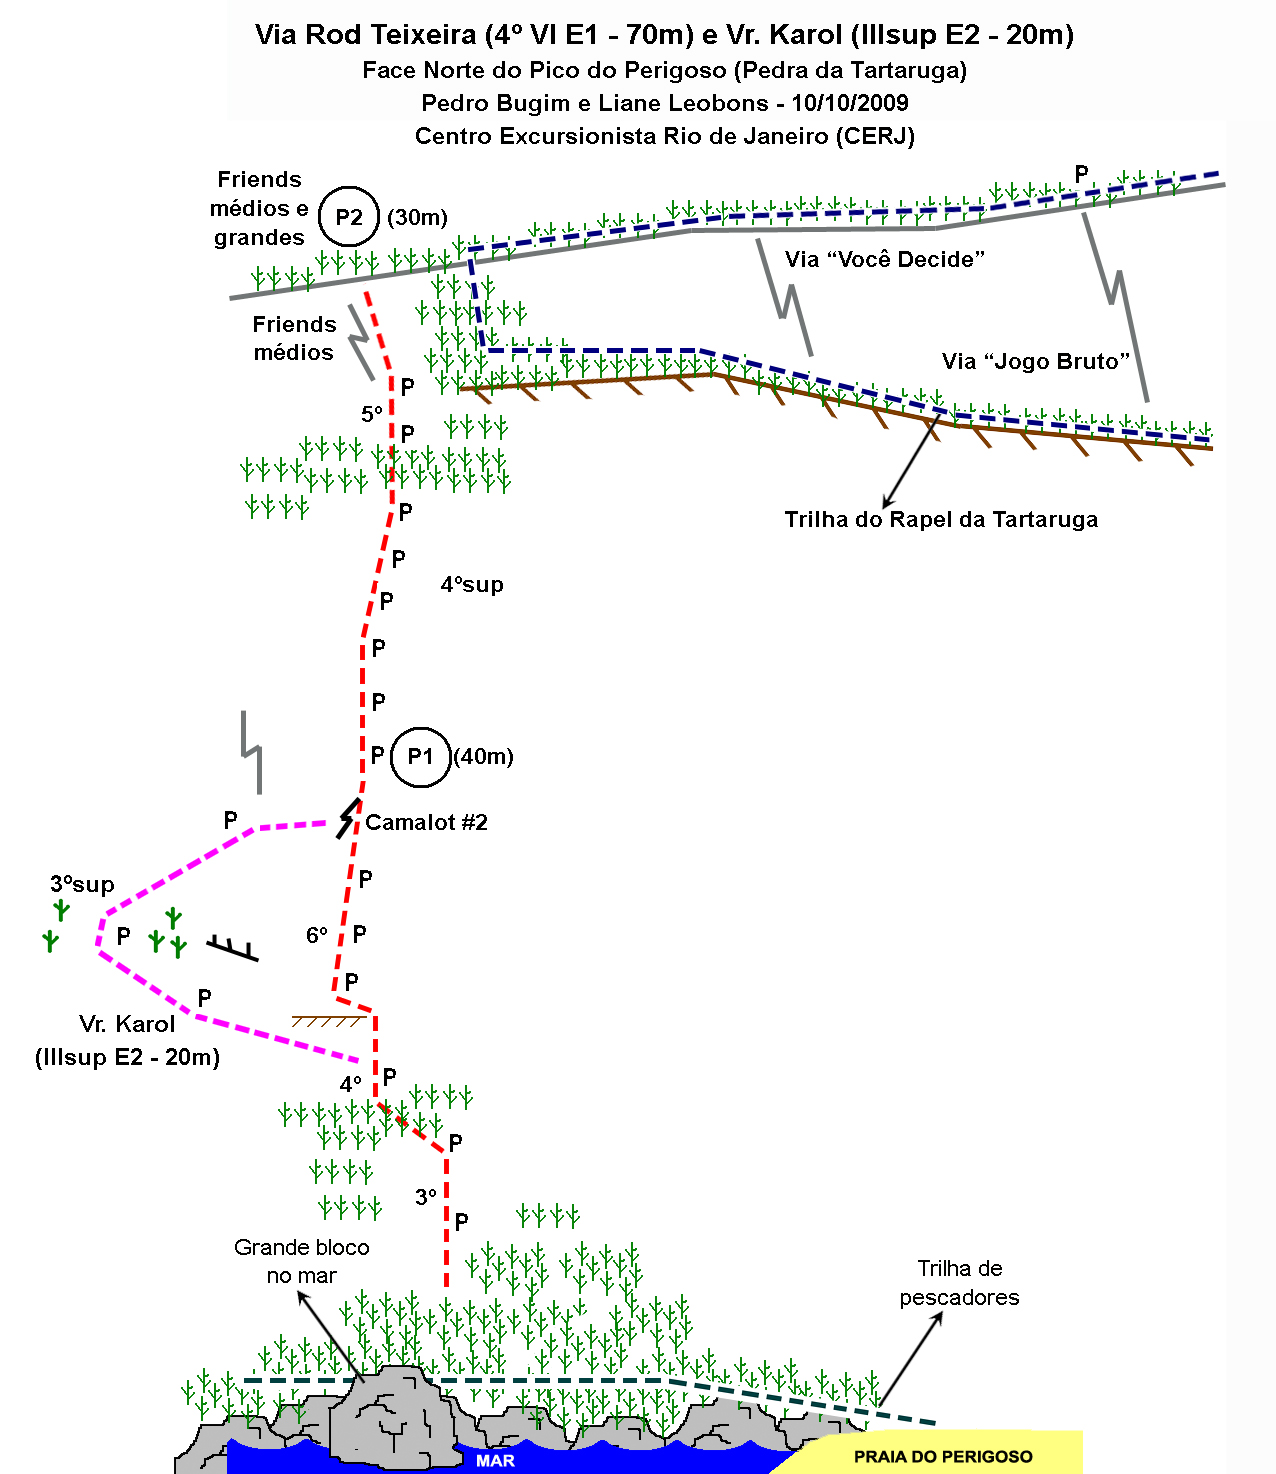 Via Rod Teixeira (4º VI E1 - 70m) e Vr. Karol (IIIsup E2 - 20m)
Face Norte do Pico do Perigoso (Pedra da Tartaruga)
Pedro Bugim e Liane Leobons - 10/10/2009
Centro Excursionista Rio de Janeiro (CERJ)
Friends
médios e
grandes
P2 (30m)
P
Via “Você Decide”
Friends
médios
Via “Jogo Bruto”
P
5º
P
P
Trilha do Rapel da Tartaruga
P
4ºsup
P
P
P
P P1 (40m)
P
Camalot #2
P
3ºsup
P
6º
P
P
P
Vr. Karol
(IIIsup E2 - 20m)
4º
P
P
3º
P
Grande bloco
no mar
Trilha de
pescadores
MAR
PRAIA DO PERIGOSO